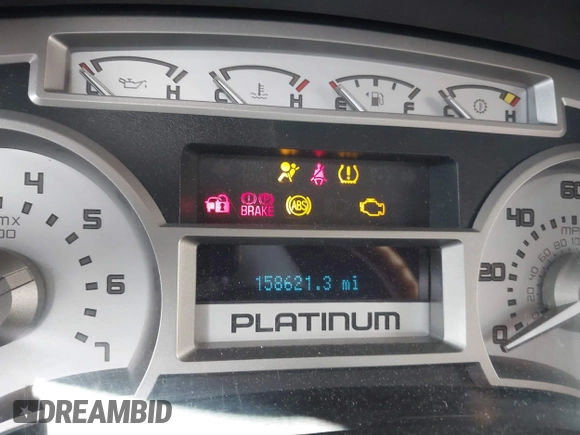 L H C H E F C H
BRAKE
ABS
158621.3 mi
PLATINUM
4
5
6
7
60
40
20
0
DREAMBID